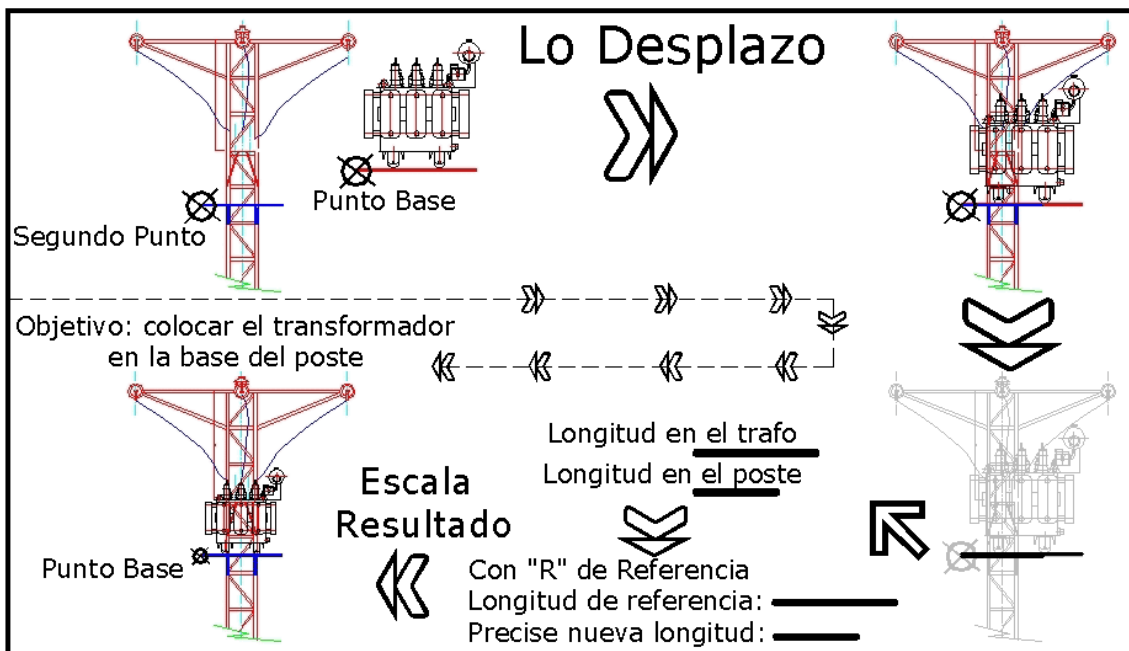 Lo Desplazo
Punto Base
Segundo Punto
Objetivo: colocar el transformador
en la base del poste
Longitud en el trafo
Longitud en el poste
Con "R" de Referencia
Longitud de referencia:
Precise nueva longitud:
Escala
Resultado
Punto Base